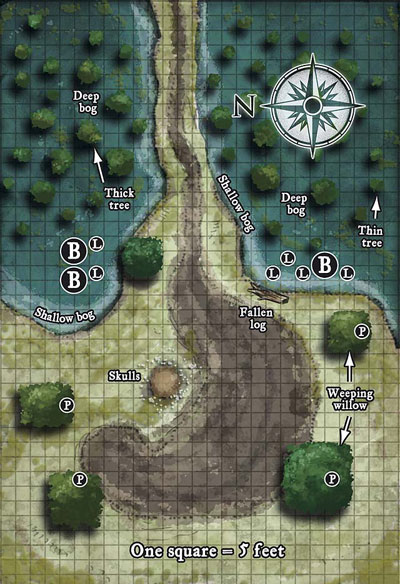 Deep
bog
N
Thick
tree
Shallow bog
Deep
bog
Thin
tree
B L
B L
L L L B L
Shallow bog
Fallen
log
P
Skulls
Weeping
willow
P
P
P
One square = 5 feet